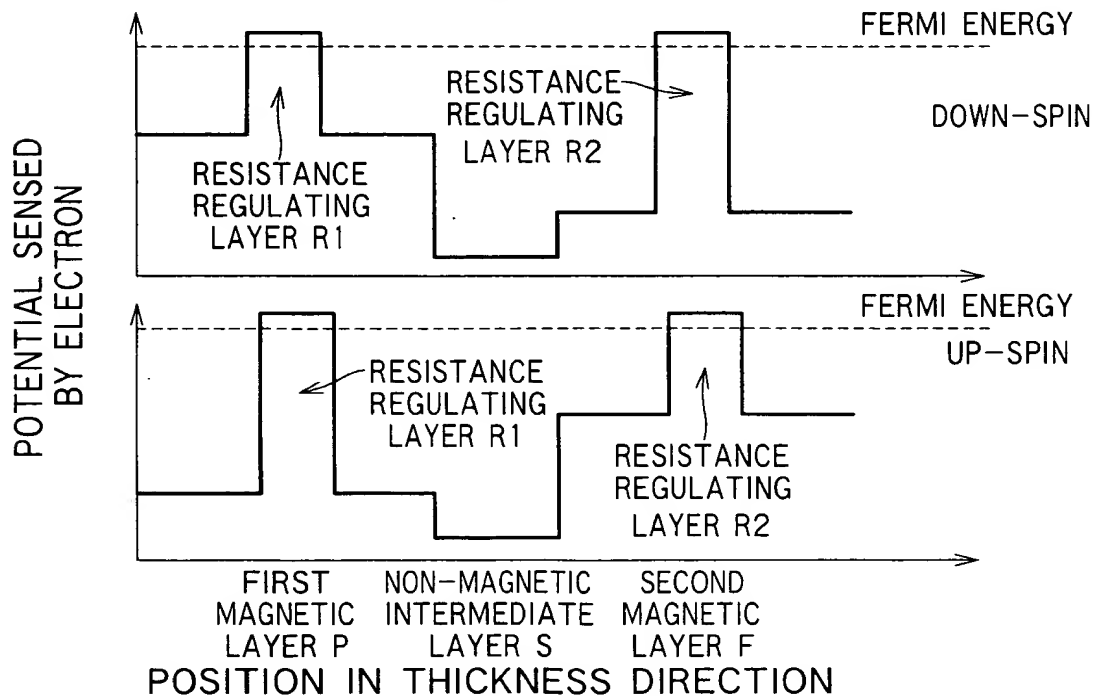 FERMI ENERGY
RESISTANCE
REGULATING
LAYER R2
DOWN-SPIN
RESISTANCE
REGULATING
LAYER R1
POTENTIAL SENSED
BY ELECTRON
FERMI ENERGY
UP-SPIN
RESISTANCE
REGULATING
LAYER R1
RESISTANCE
REGULATING
LAYER R2
FIRST
MAGNETIC
LAYER P
NON-MAGNETIC
INTERMEDIATE
LAYER S
SECOND
MAGNETIC
LAYER F
POSITION IN THICKNESS DIRECTION